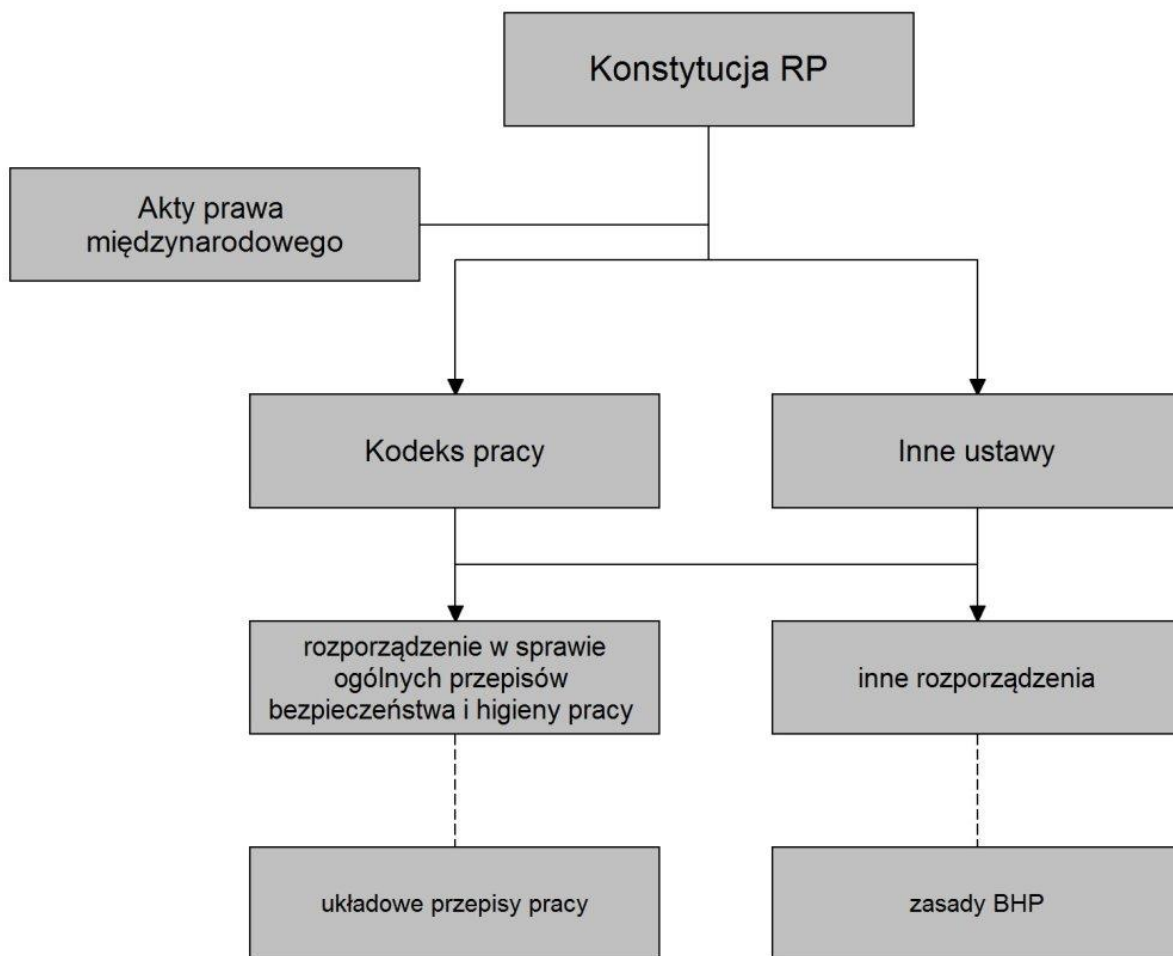 Konstytucja RP
Akty prawa
międzynarodowego
Kodeks pracy
Inne ustawy
rozporządzenie w sprawie
ogólnych przepisów
bezpieczeństwa i higieny pracy
inne rozporządzenia
układowe przepisy pracy
zasady BHP